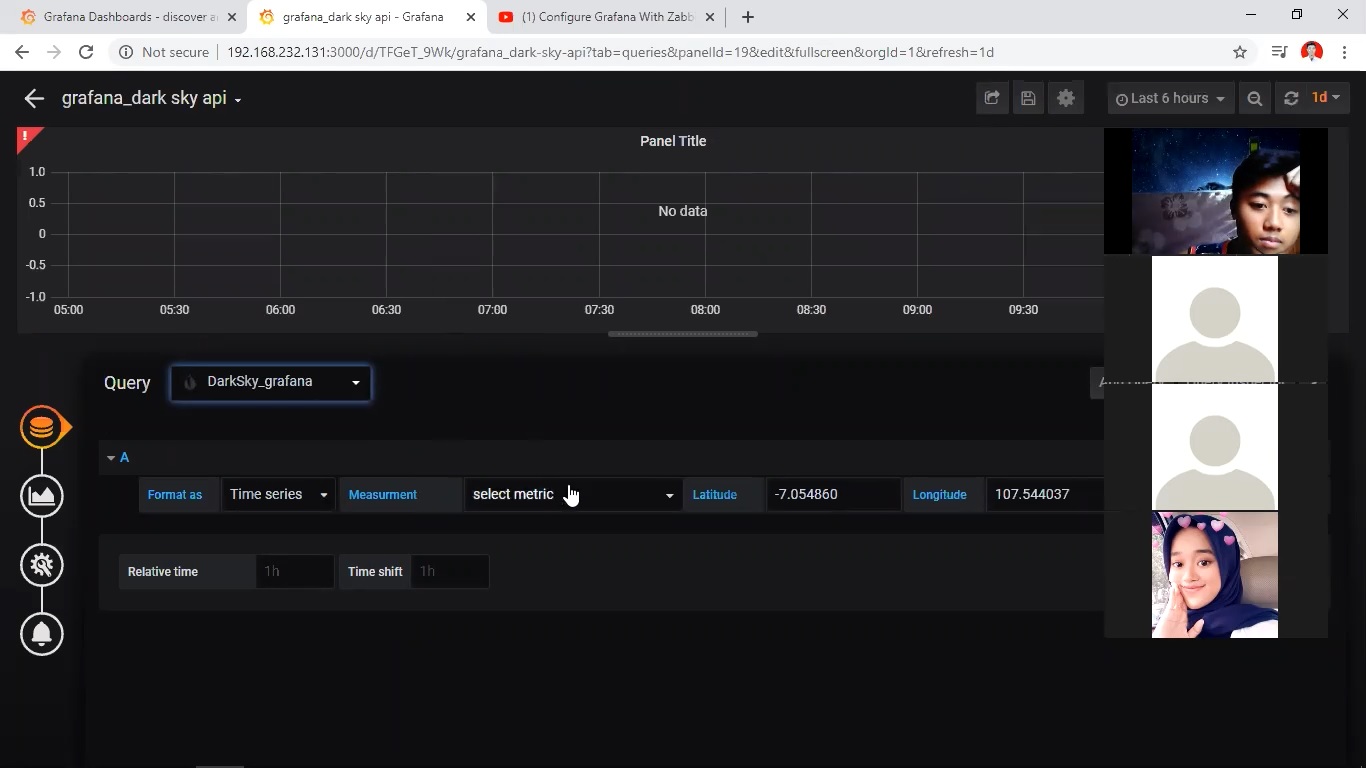 Grafana Dashboards - discover a
grafana_dark sky api - Grafana
(1) Configure Grafana With Zabb
Not secure
192.168.232.131:3000/d/TFGeT_9Wk/grafana_dark-sky-api?tab=queries&panelId=19&edit&fullscreen&orgId=1&refresh=1d
grafana_dark sky api
Last 6 hours
1d
!
Panel Title
1.0
0.5
0
-0.5
-1.0
No data
05:00 05:30 06:00 06:30 07:00 07:30 08:00 08:30 09:00 09:30
Query
DarkSky_grafana
A
Format as
Time series
Measurment
select metric
Latitude
-7.054860
Longitude
107.544037
Relative time
1h
Time shift
1h